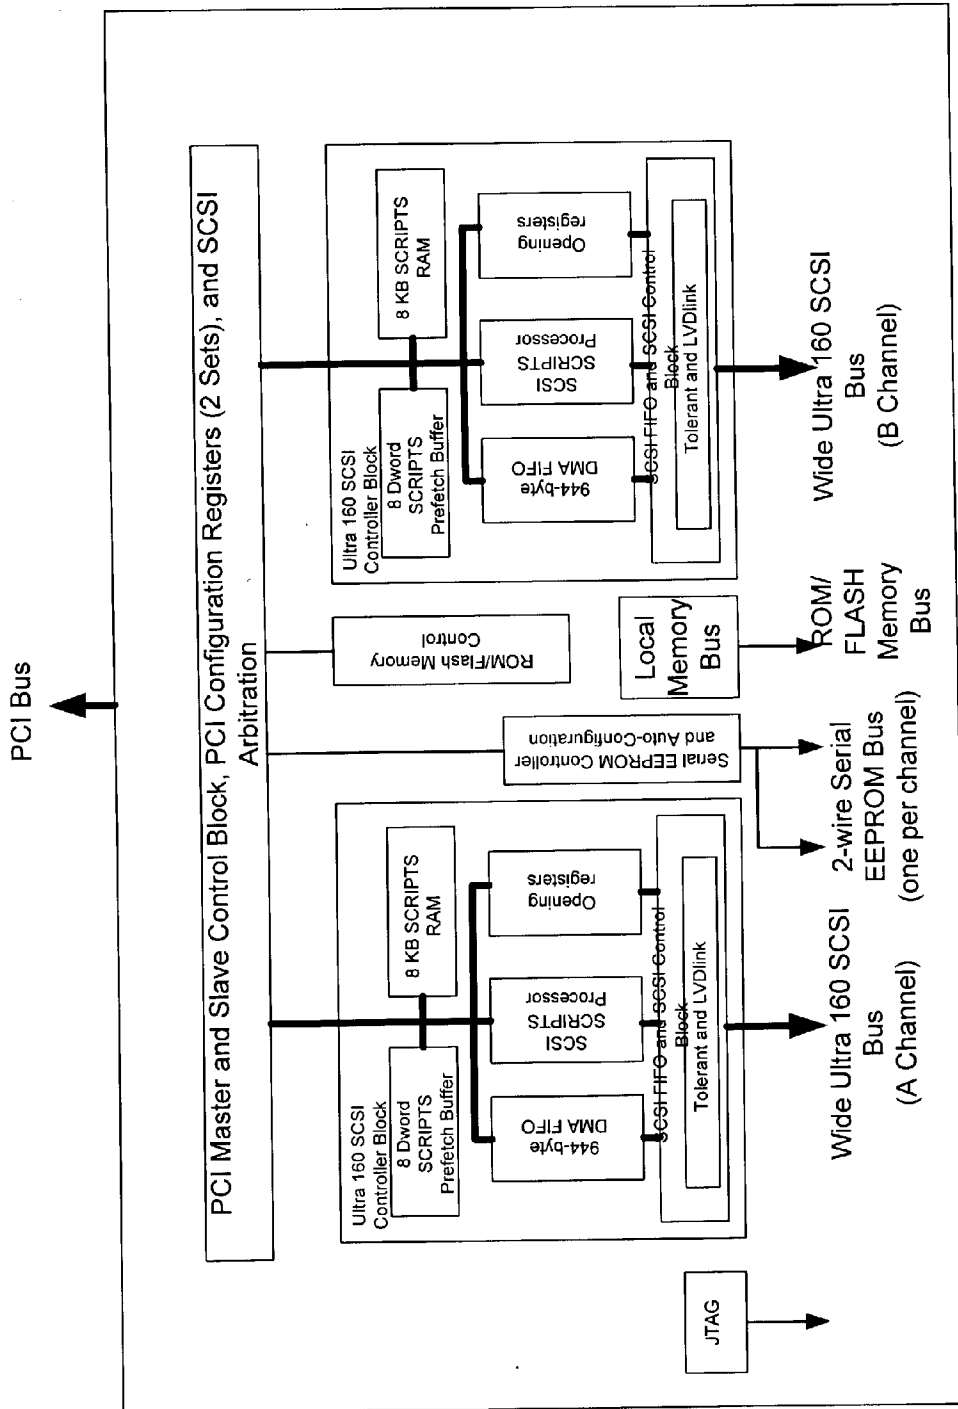 PCI Bus
PCI Master and Slave Control Block, PCI Configuration Registers (2 Sets), and SCSI
Arbitration
Ultra 160 SCSI
Controller Block
8 Dword
SCRIPTS
Prefetch Buffer
8 KB SCRIPTS
RAM
944-byte
DMA FIFO
SCSI
SCRIPTS
Processor
Opening
registers
SCSI FIFO and SCSI Control
Block
Tolerant and LVDlink
Serial EEPROM Controller
and Auto-Configuration
ROM/Flash Memory
Control
Local
Memory
Bus
Ultra 160 SCSI
Controller Block
8 Dword
SCRIPTS
Prefetch Buffer
8 KB SCRIPTS
RAM
944-byte
DMA FIFO
SCSI
SCRIPTS
Processor
Opening
registers
SCSI FIFO and SCSI Control
Block
Tolerant and LVDlink
JTAG
Wide Ultra 160 SCSI
Bus
(A Channel)
2-wire Serial
EEPROM Bus
(one per channel)
ROM/
FLASH
Memory
Bus
Wide Ultra 160 SCSI
Bus
(B Channel)